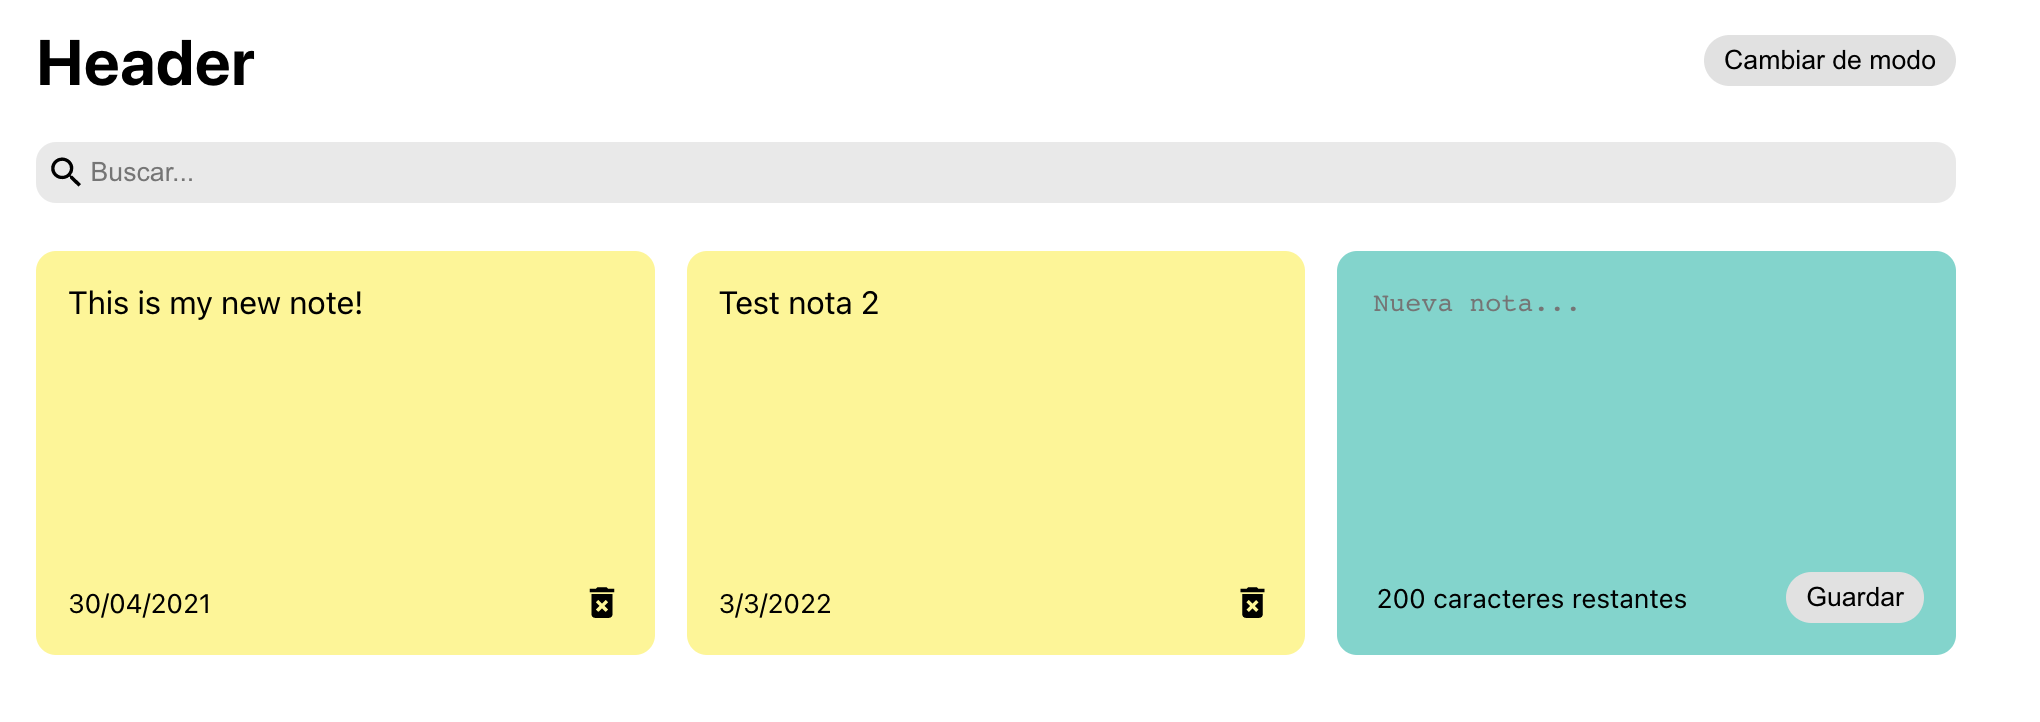 Header
Cambiar de modo
Buscar...
This is my new note!
30/04/2021
Test nota 2
3/3/2022
Nueva nota...
200 caracteres restantes
Guardar